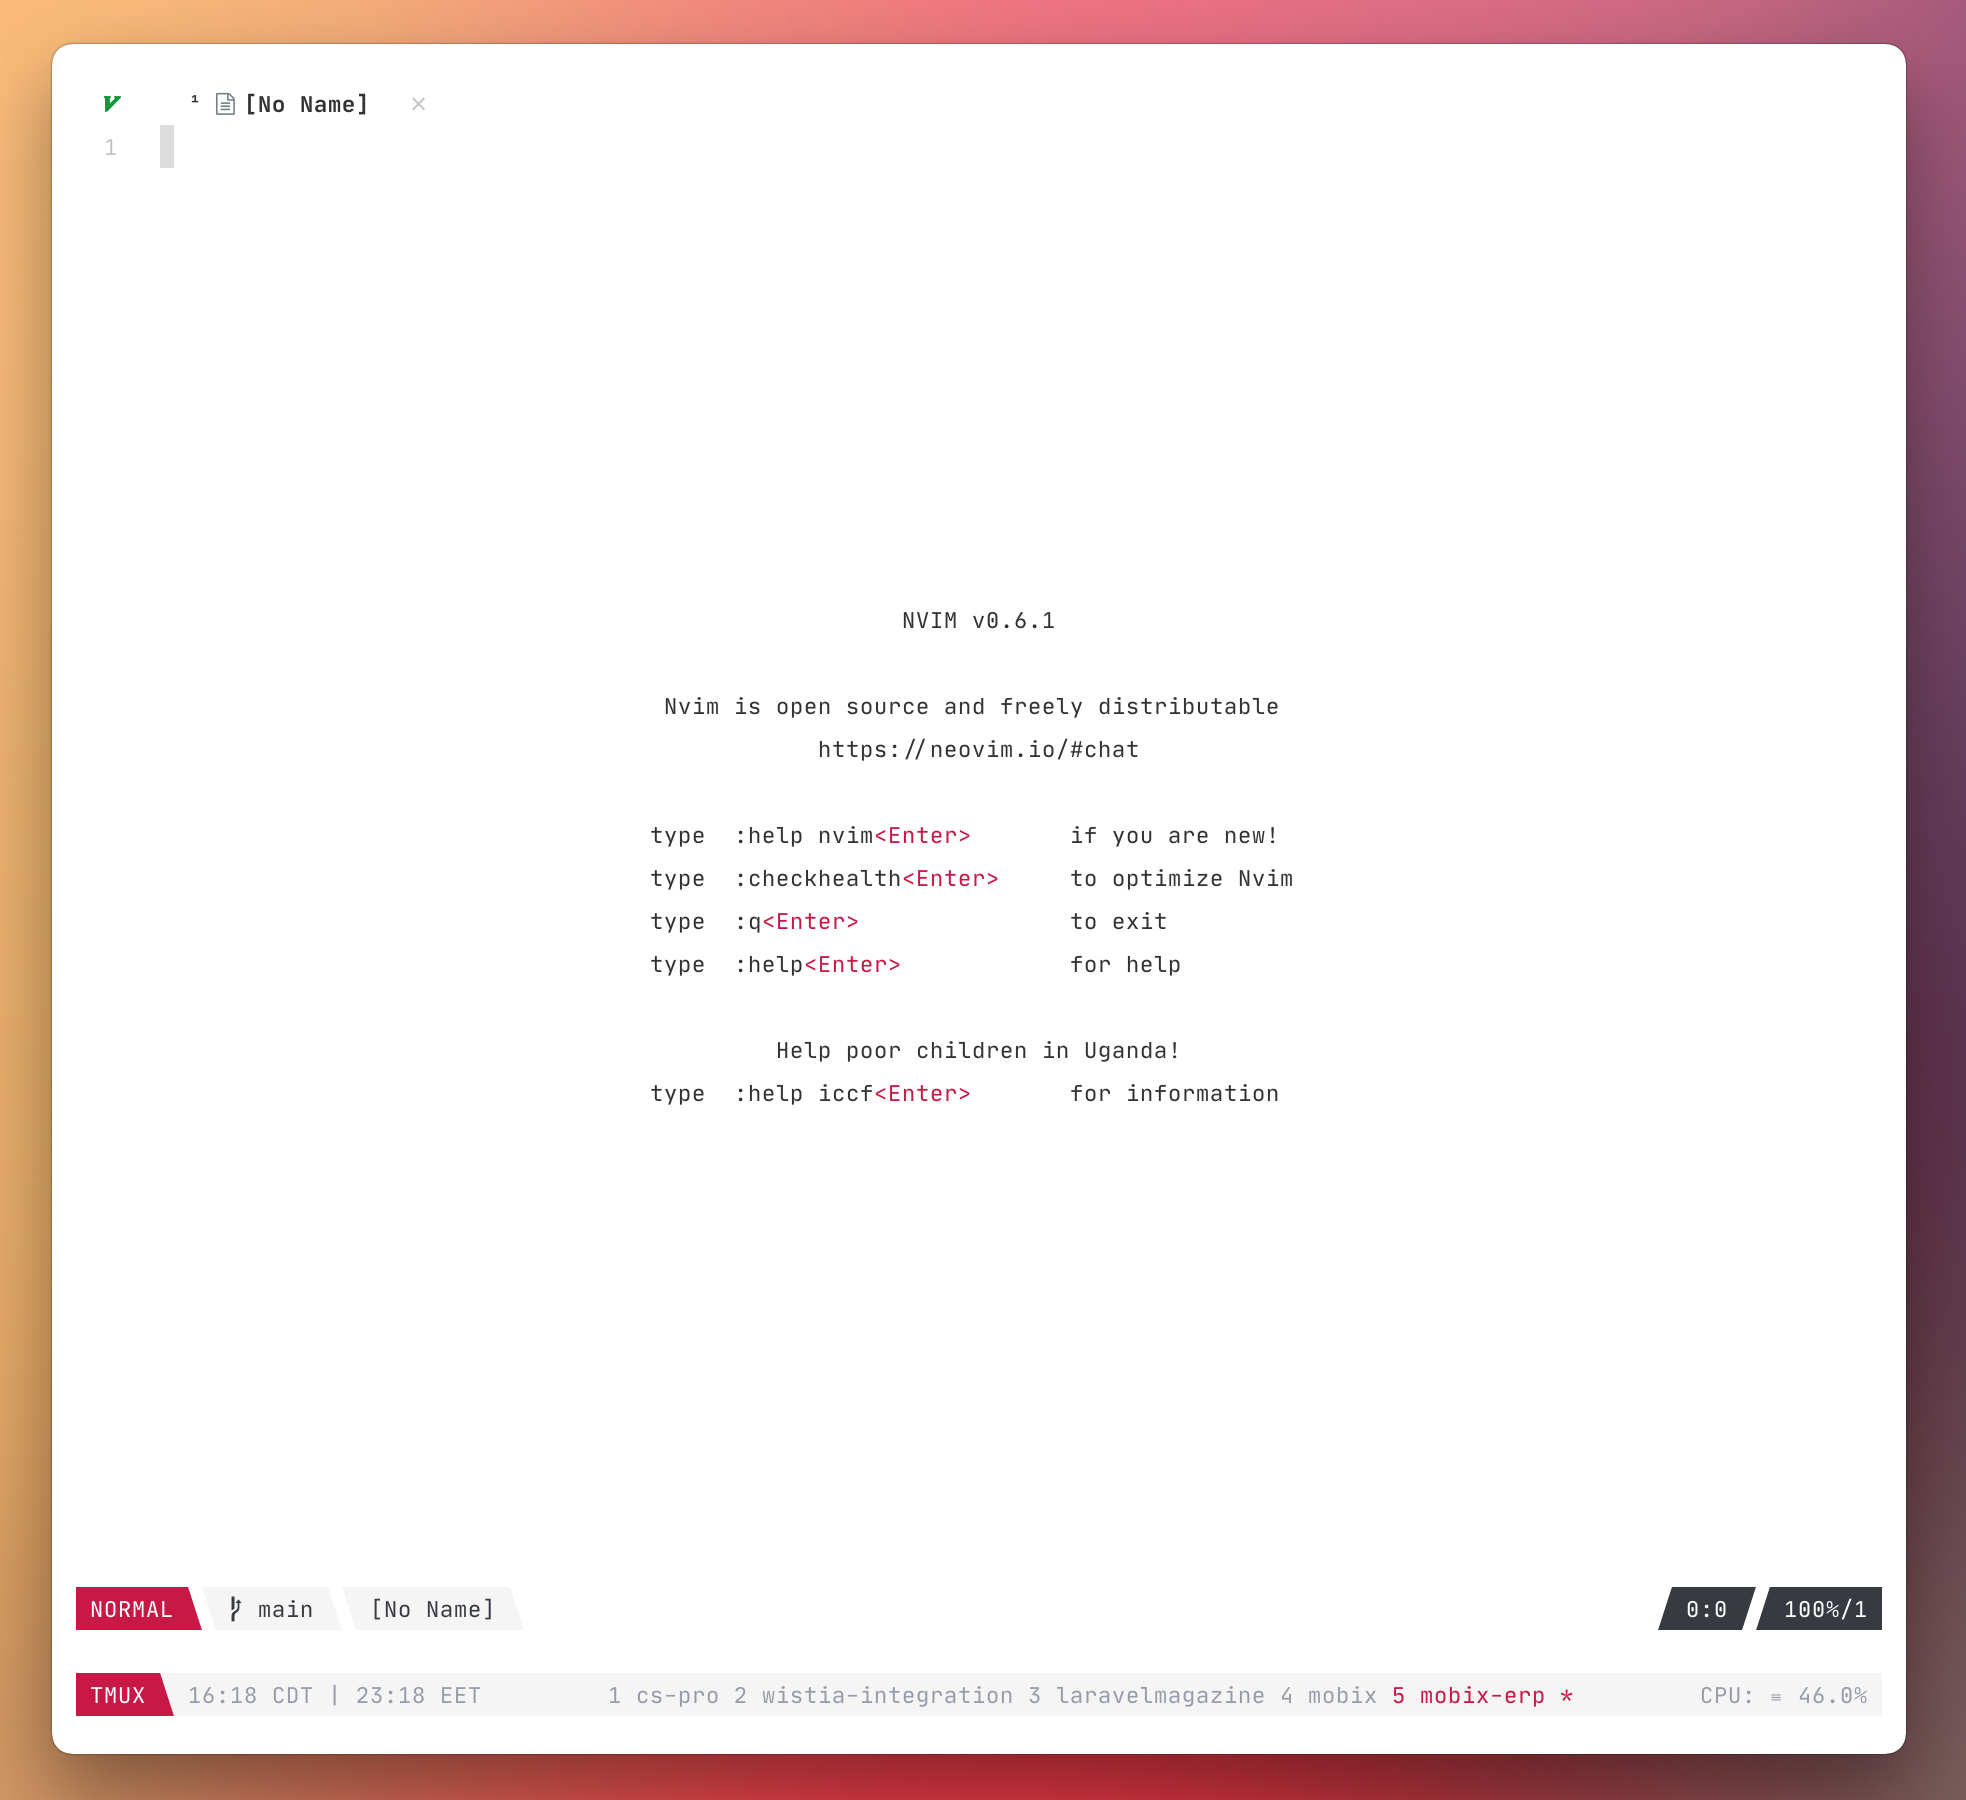 ¹ [No Name] ×
1
NVIM v0.6.1
Nvim is open source and freely distributable
https://neovim.io/#chat
type  :help nvim<Enter>       if you are new!
type  :checkhealth<Enter>     to optimize Nvim
type  :q<Enter>               to exit
type  :help<Enter>            for help
Help poor children in Uganda!
type  :help iccf<Enter>       for information
NORMAL main [No Name] 0:0 100%/1
TMUX 16:18 CDT | 23:18 EET 1 cs-pro 2 wistia-integration 3 laravelmagazine 4 mobix 5 mobix-erp * CPU: = 46.0%